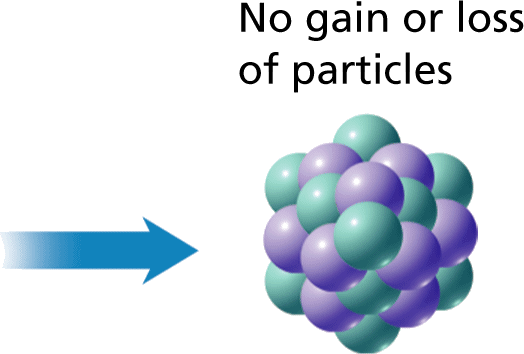 No gain or loss
of particles